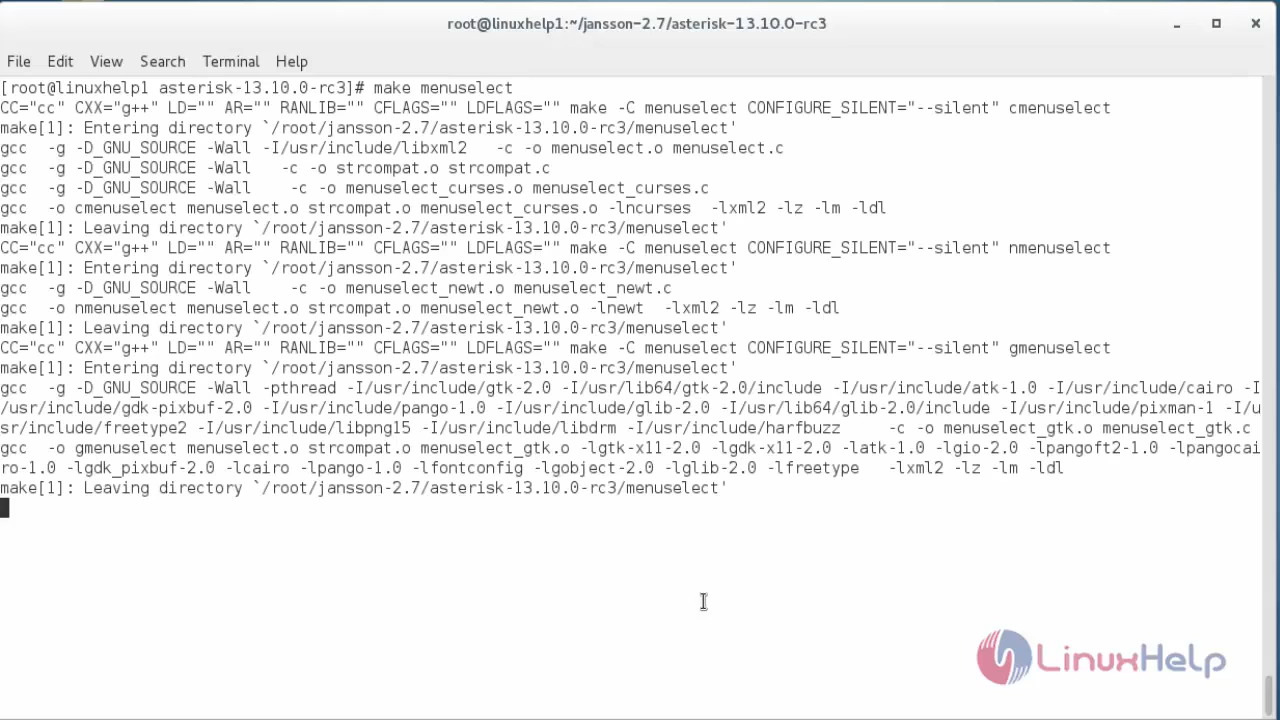 root@linuxhelp1:~/jansson-2.7/asterisk-13.10.0-rc3
File Edit View Search Terminal Help
[root@linuxhelp1 asterisk-13.10.0-rc3]# make menuselect
CC="cc" CXX="g++" LD="" AR="" RANLIB="" CFLAGS="" LDFLAGS="" make -C menuselect CONFIGURE_SILENT="--silent" cmenuselect
make[1]: Entering directory `/root/jansson-2.7/asterisk-13.10.0-rc3/menuselect'
gcc  -g -D_GNU_SOURCE -Wall -I/usr/include/libxml2   -c -o menuselect.o menuselect.c
gcc  -g -D_GNU_SOURCE -Wall   -c -o strcompat.o strcompat.c
gcc  -g -D_GNU_SOURCE -Wall    -c -o menuselect_curses.o menuselect_curses.c
gcc  -o cmenuselect menuselect.o strcompat.o menuselect_curses.o -lncurses  -lxml2 -lz -lm -ldl
make[1]: Leaving directory `/root/jansson-2.7/asterisk-13.10.0-rc3/menuselect'
CC="cc" CXX="g++" LD="" AR="" RANLIB="" CFLAGS="" LDFLAGS="" make -C menuselect CONFIGURE_SILENT="--silent" nmenuselect
make[1]: Entering directory `/root/jansson-2.7/asterisk-13.10.0-rc3/menuselect'
gcc  -g -D_GNU_SOURCE -Wall    -c -o menuselect_newt.o menuselect_newt.c
gcc  -o nmenuselect menuselect.o strcompat.o menuselect_newt.o -lnewt  -lxml2 -lz -lm -ldl
make[1]: Leaving directory `/root/jansson-2.7/asterisk-13.10.0-rc3/menuselect'
CC="cc" CXX="g++" LD="" AR="" RANLIB="" CFLAGS="" LDFLAGS="" make -C menuselect CONFIGURE_SILENT="--silent" gmenuselect
make[1]: Entering directory `/root/jansson-2.7/asterisk-13.10.0-rc3/menuselect'
gcc  -g -D_GNU_SOURCE -Wall -pthread -I/usr/include/gtk-2.0 -I/usr/lib64/gtk-2.0/include -I/usr/include/atk-1.0 -I/usr/include/cairo -I
/usr/include/gdk-pixbuf-2.0 -I/usr/include/pango-1.0 -I/usr/include/glib-2.0 -I/usr/lib64/glib-2.0/include -I/usr/include/pixman-1 -I/u
sr/include/freetype2 -I/usr/include/libpng15 -I/usr/include/libdrm -I/usr/include/harfbuzz     -c -o menuselect_gtk.o menuselect_gtk.c
gcc  -o gmenuselect menuselect.o strcompat.o menuselect_gtk.o -lgtk-x11-2.0 -lgdk-x11-2.0 -latk-1.0 -lgio-2.0 -lpangoft2-1.0 -lpangocai
ro-1.0 -lgdk_pixbuf-2.0 -lcairo -lpango-1.0 -lfontconfig -lgobject-2.0 -lglib-2.0 -lfreetype   -lxml2 -lz -lm -ldl
make[1]: Leaving directory `/root/jansson-2.7/asterisk-13.10.0-rc3/menuselect'
LinuxHelp